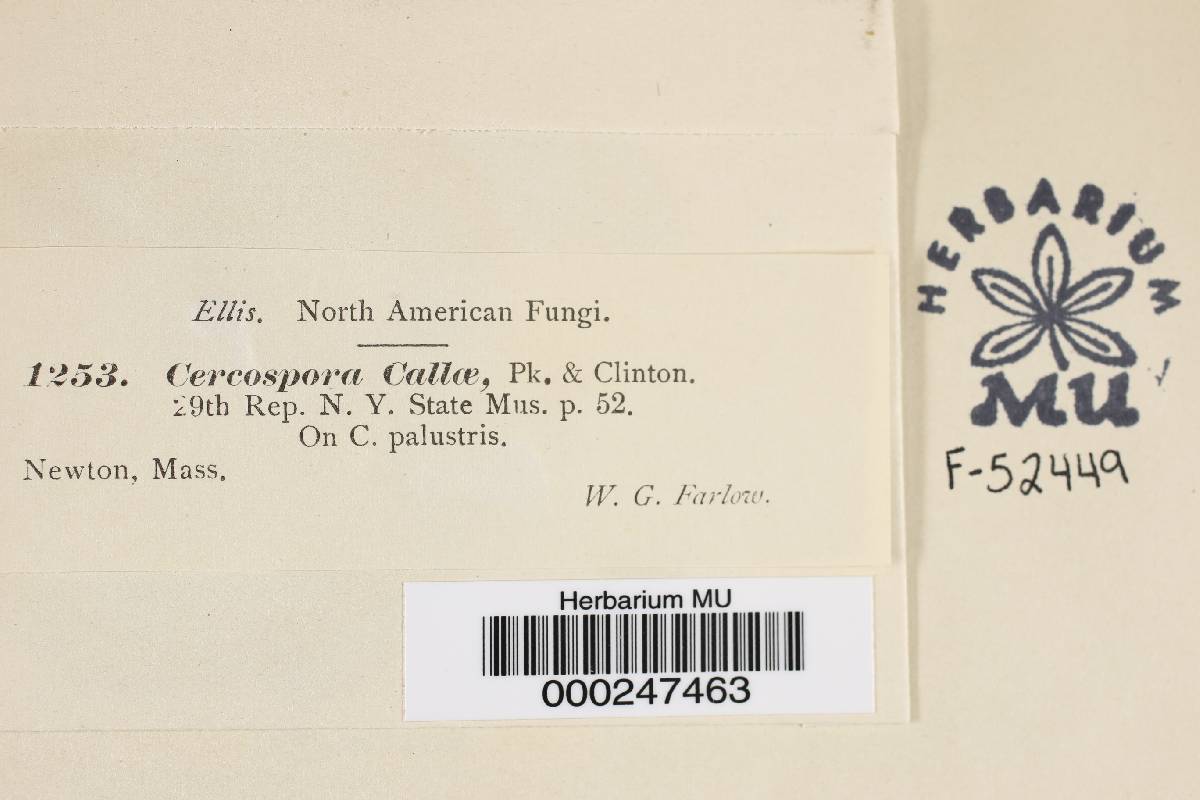 Ellis. North American Fungi.
1253. Cercospora Callæ, Pk. & Clinton.
29th Rep. N. Y. State Mus. p. 52.
On C. palustris.
Newton, Mass.
W. G. Farlow.
HERBARIUM
MU
F-52449
Herbarium MU
000247463